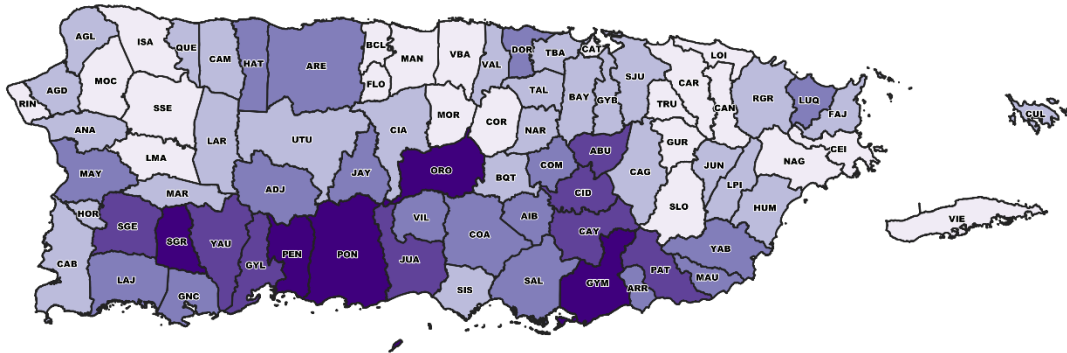 AGL
ISA
QUE
CAM
HAT
ARE
BCL
MAN
VBA
VAL
DOR
TBA
CAT
SJU
LOI
CAR
CAN
RGR
LUQ
FAJ
CUL
RIN
AGD
MOC
SSE
FLO
MOR
COR
TAL
NAR
BAY
GYB
TRU
GUR
NAG
CEI
ANA
LAR
UTU
CIA
ABU
JUN
MAY
LMA
MAR
ADJ
JAY
ORO
BQT
COM
CID
CAG
SLO
LPI
HUM
HOR
SGE
SGR
YAU
GYL
PEN
PON
JUA
VIL
COA
AIB
CAY
VIE
CAB
LAJ
GNC
SIS
SAL
GYM
ARR
PAT
MAU
YAB